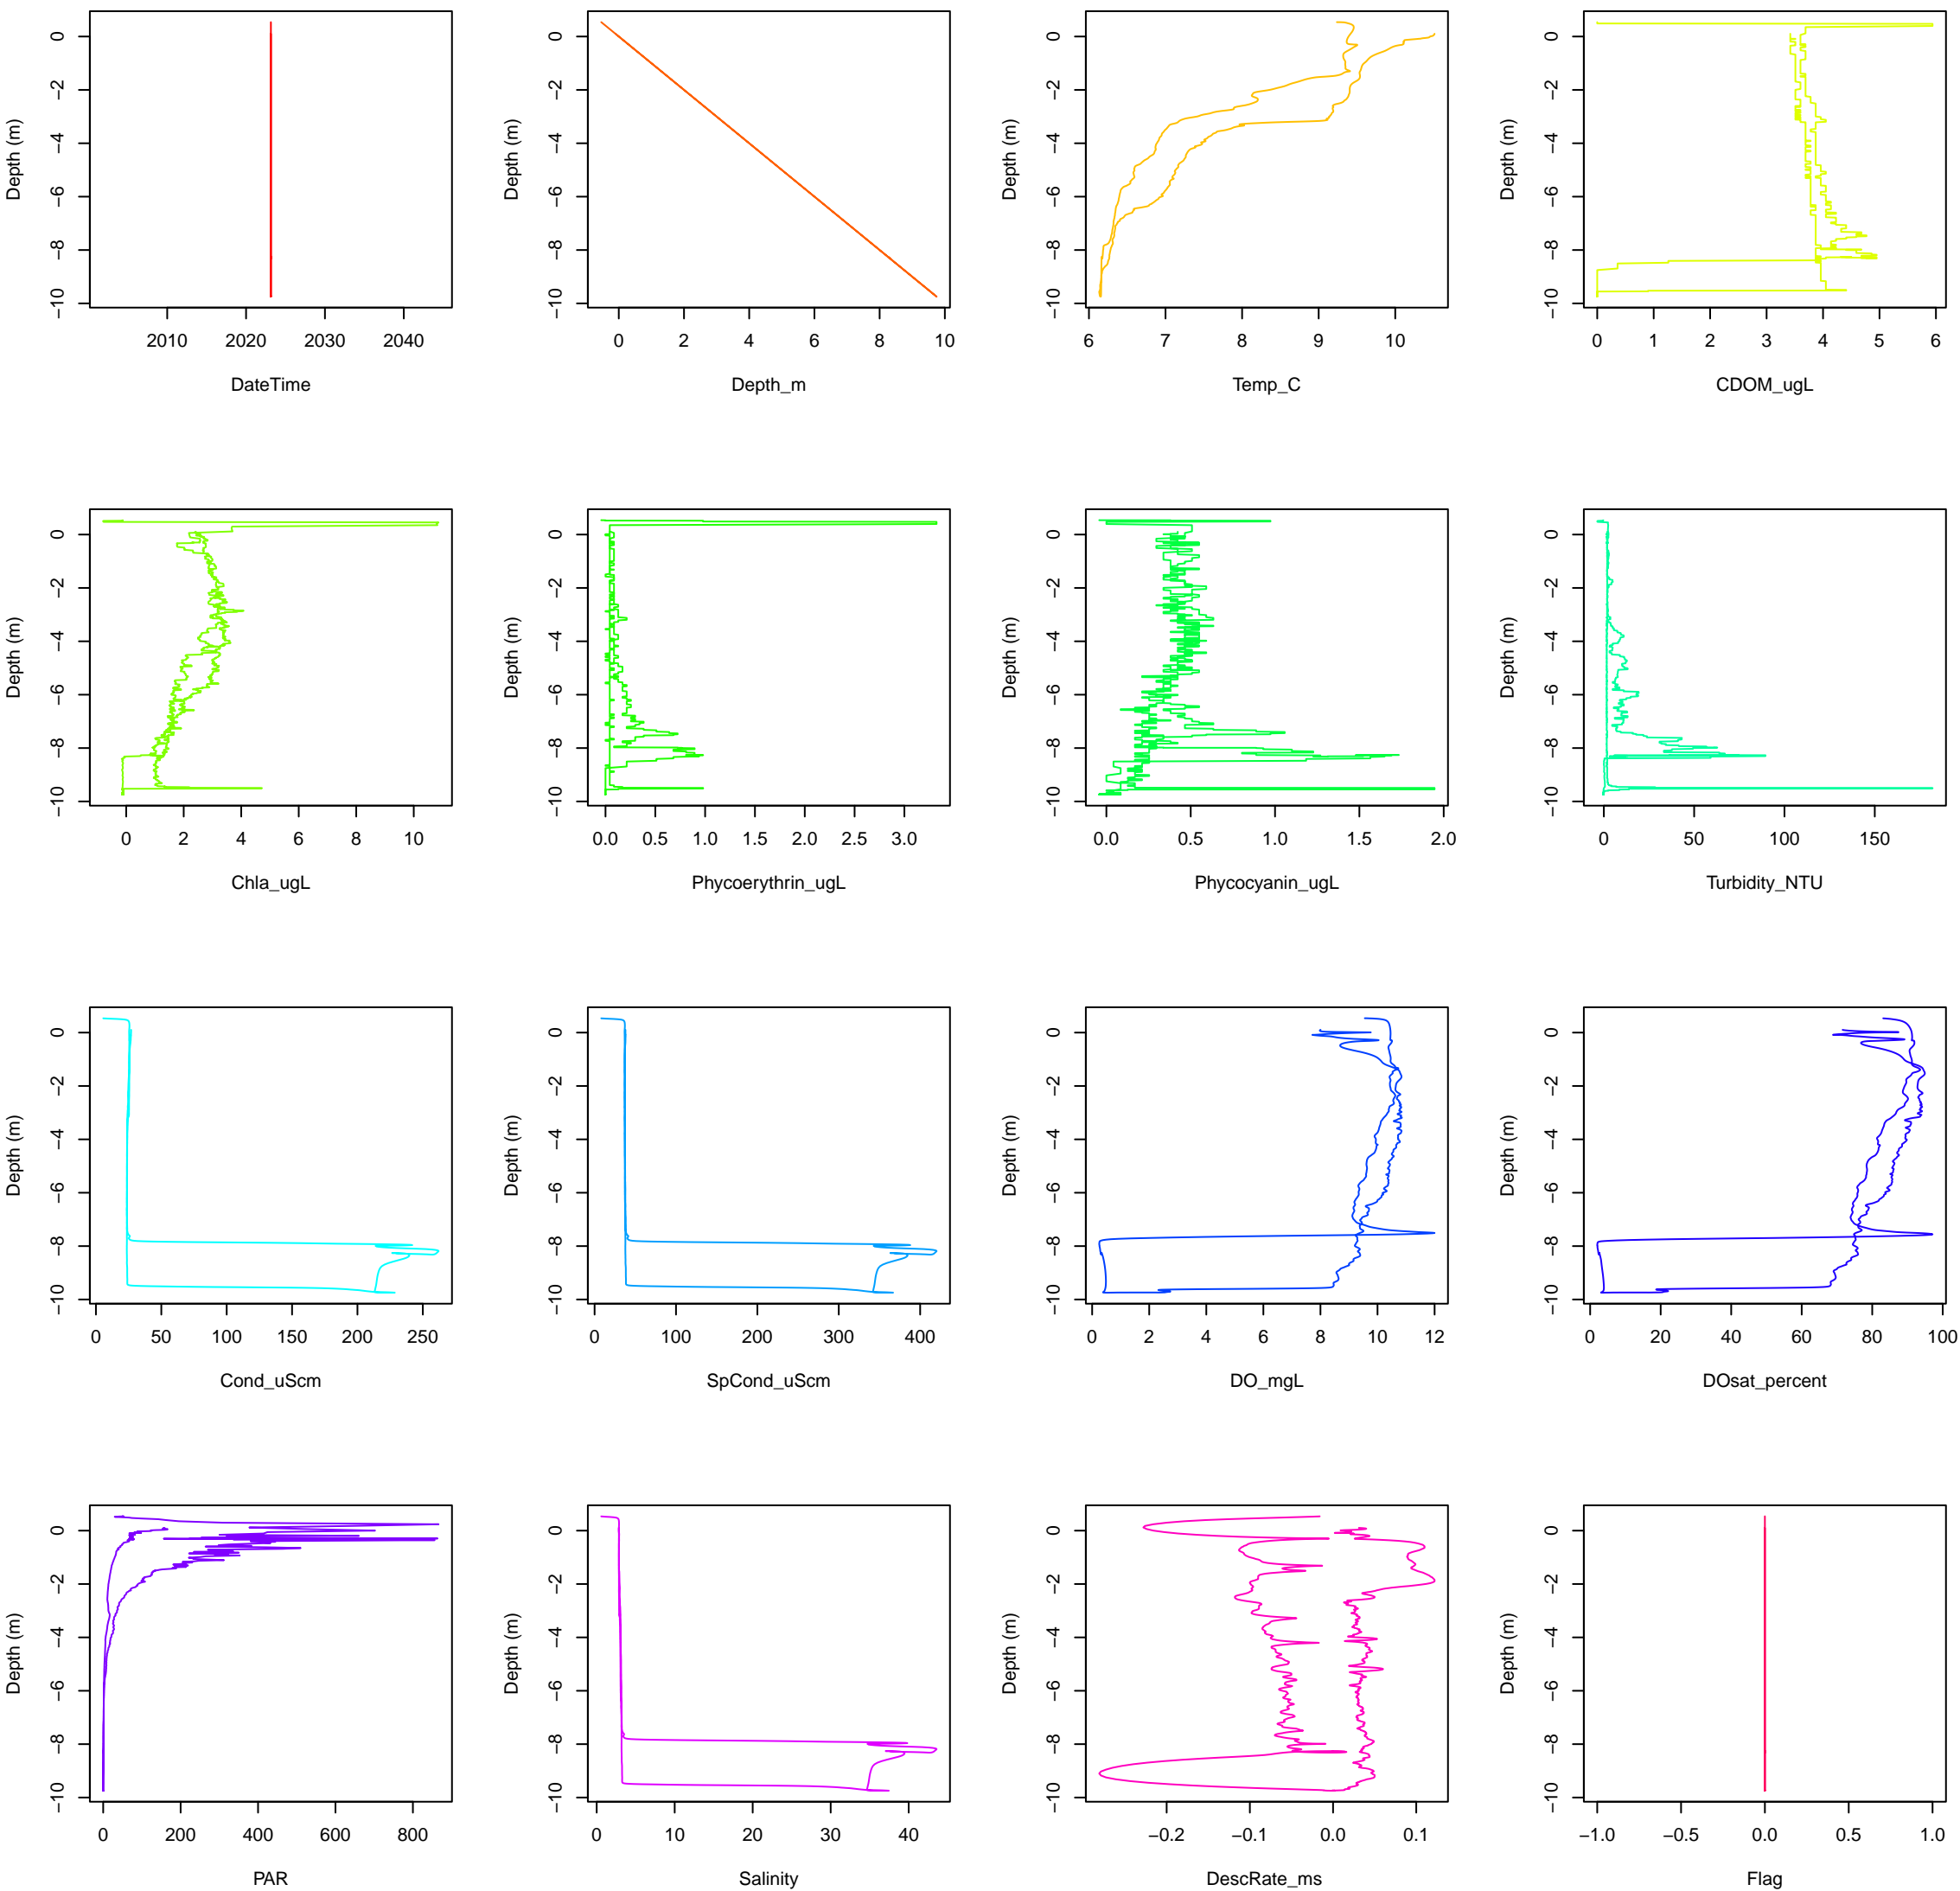 Depth (m)
−10 −8 −6 −4 −2 0
2010 2020 2030 2040
DateTime
Depth (m)
−10 −8 −6 −4 −2 0
0 2 4 6 8 10
Depth_m
Depth (m)
−10 −8 −6 −4 −2 0
6 7 8 9 10
Temp_C
Depth (m)
−10 −8 −6 −4 −2 0
0 1 2 3 4 5 6
CDOM_ugL
Depth (m)
−10 −8 −6 −4 −2 0
0 2 4 6 8 10
Chla_ugL
Depth (m)
−10 −8 −6 −4 −2 0
0.0 0.5 1.0 1.5 2.0 2.5 3.0
Phycoerythrin_ugL
Depth (m)
−10 −8 −6 −4 −2 0
0.0 0.5 1.0 1.5 2.0
Phycocyanin_ugL
Depth (m)
−10 −8 −6 −4 −2 0
0 50 100 150
Turbidity_NTU
Depth (m)
−10 −8 −6 −4 −2 0
0 50 100 150 200 250
Cond_uScm
Depth (m)
−10 −8 −6 −4 −2 0
0 100 200 300 400
SpCond_uScm
Depth (m)
−10 −8 −6 −4 −2 0
0 2 4 6 8 10 12
DO_mgL
Depth (m)
−10 −8 −6 −4 −2 0
0 20 40 60 80 100
DOsat_percent
Depth (m)
−10 −8 −6 −4 −2 0
0 200 400 600 800
PAR
Depth (m)
−10 −8 −6 −4 −2 0
0 10 20 30 40
Salinity
Depth (m)
−10 −8 −6 −4 −2 0
−0.2 −0.1 0.0 0.1
DescRate_ms
Depth (m)
−10 −8 −6 −4 −2 0
−1.0 −0.5 0.0 0.5 1.0
Flag